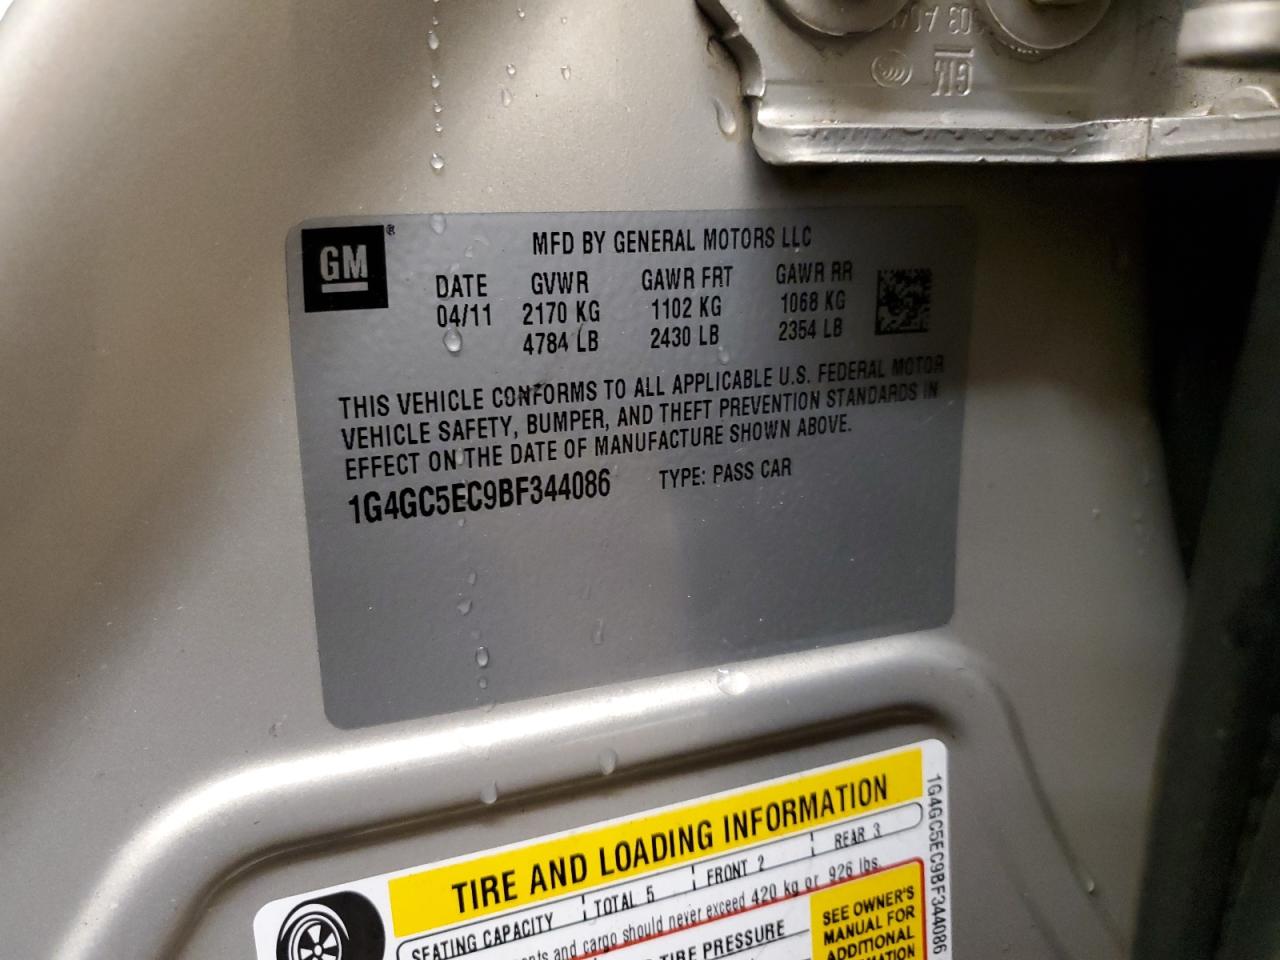 GM
GM ®
MFD BY GENERAL MOTORS LLC
DATE GVWR GAWR FRT GAWR RR
04/11 2170 KG 1102 KG 1068 KG
4784 LB 2430 LB 2354 LB
THIS VEHICLE CONFORMS TO ALL APPLICABLE U.S. FEDERAL MOTOR
VEHICLE SAFETY, BUMPER, AND THEFT PREVENTION STANDARDS IN
EFFECT ON THE DATE OF MANUFACTURE SHOWN ABOVE.
1G4GC5EC9BF344086 TYPE: PASS CAR
TIRE AND LOADING INFORMATION
SEATING CAPACITY TOTAL 5 FRONT 2 REAR 3
and cargo should never exceed 420 kg or 926 lbs.
TIRE PRESSURE
SEE OWNER'S
MANUAL FOR
ADDITIONAL
1G4GC5EC9BF344086